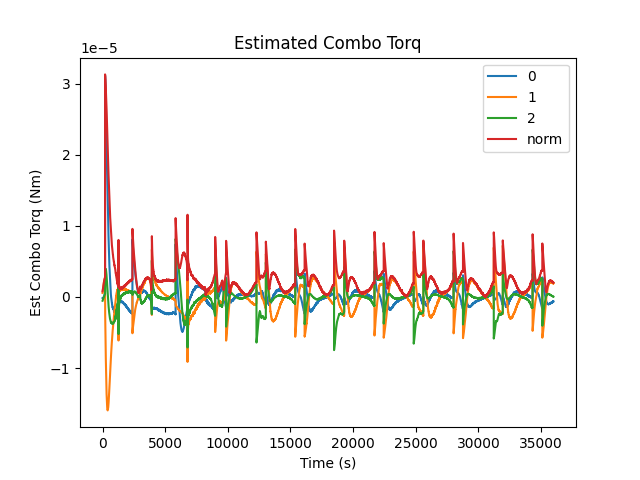 Estimated Combo Torq
1e−5
3
2
1
0
−1
Est Combo Torq (Nm)
0
1
2
norm
0 5000 10000 15000 20000 25000 30000 35000
Time (s)